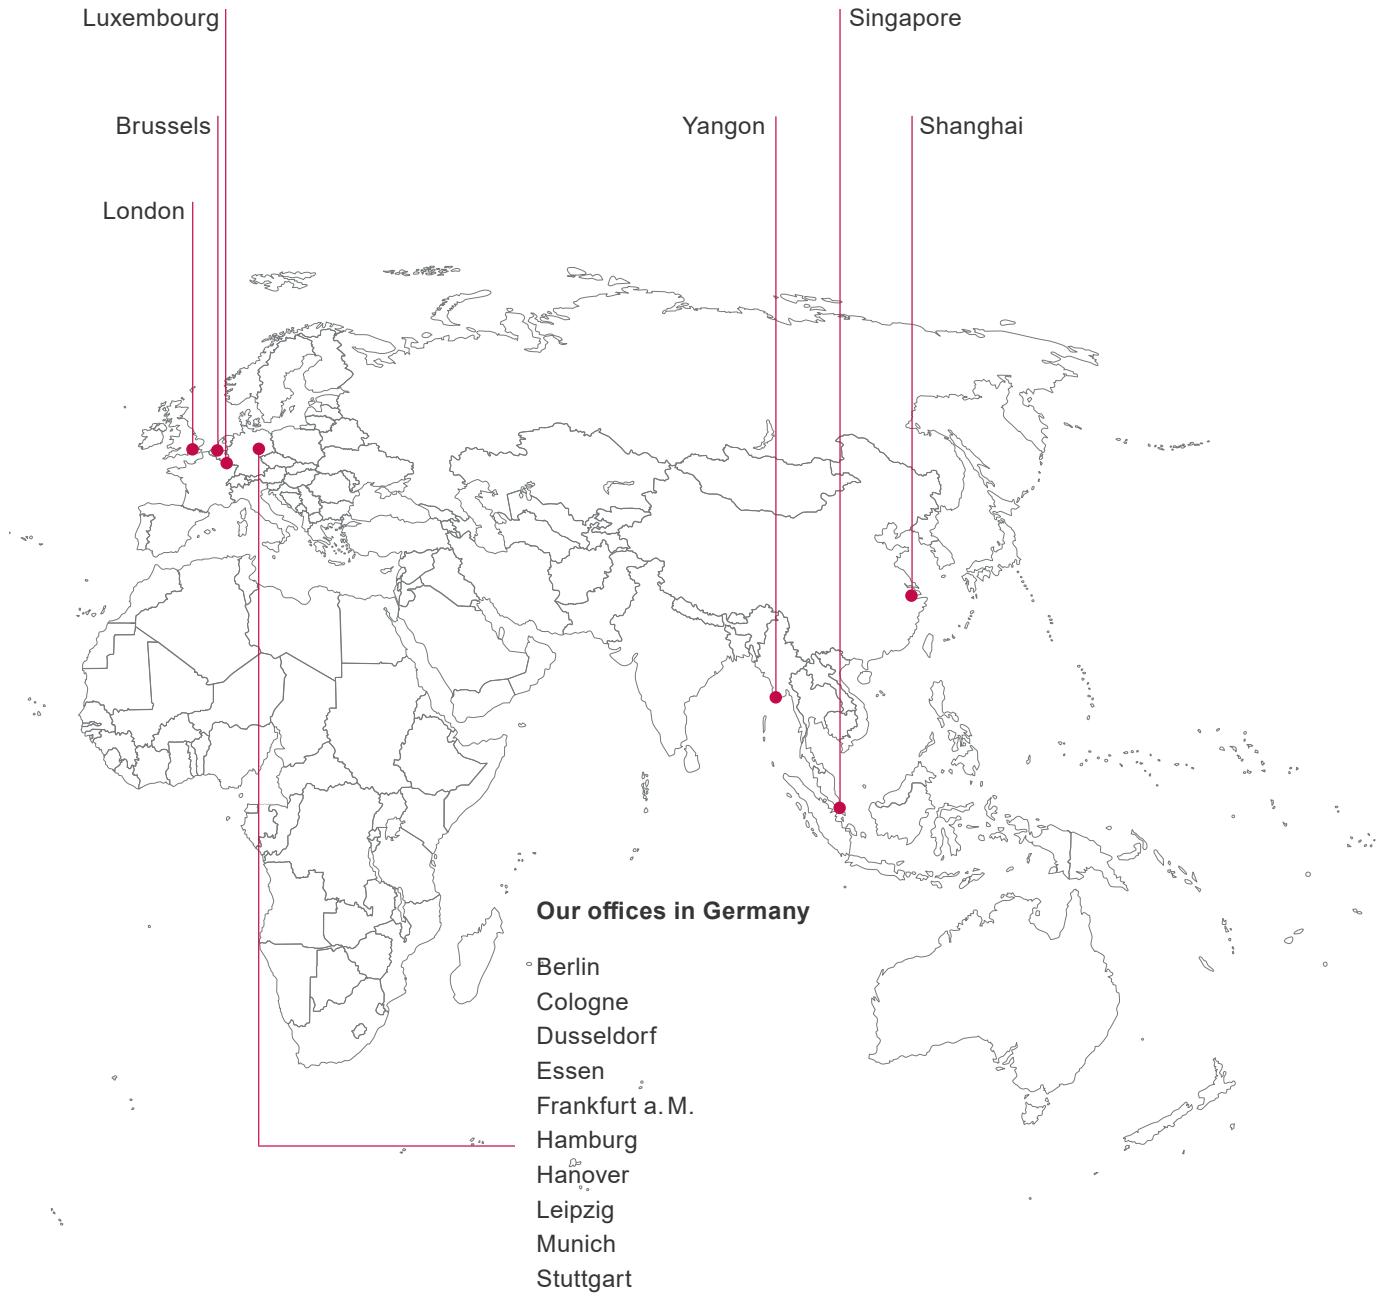 Luxembourg
Singapore
Brussels
Yangon
Shanghai
London
Our offices in Germany
Berlin
Cologne
Dusseldorf
Essen
Frankfurt a. M.
Hamburg
Hanover
Leipzig
Munich
Stuttgart